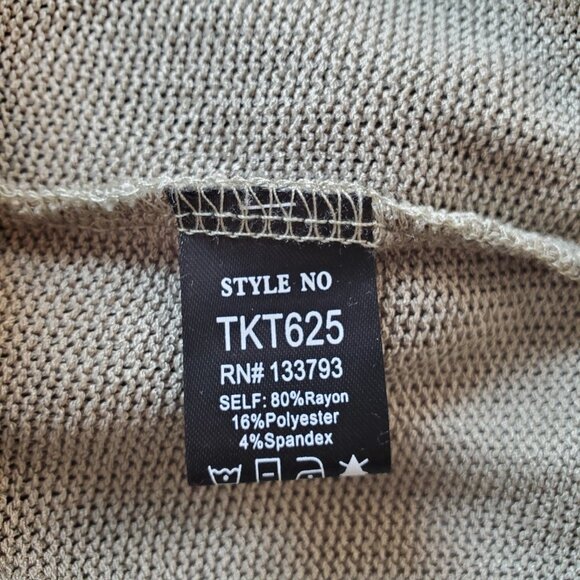 STYLE NO
TKT625
RN# 133793
SELF: 80%Rayon
16%Polyester
4%Spandex